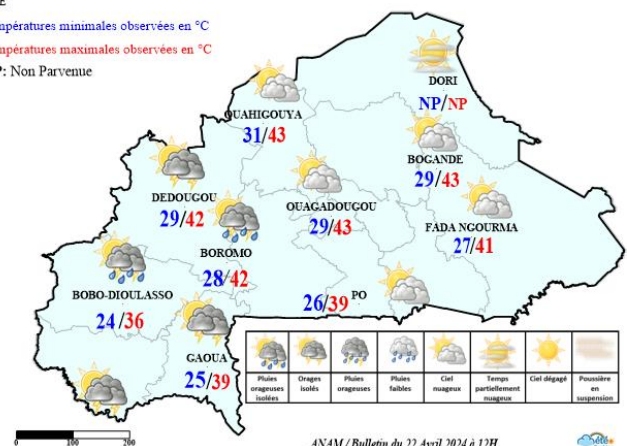 mpératures minimales observées en °C
mpératures maximales observées en °C
P: Non Parvenue
DORI
NP/NP
OUAHIGOUYA
31/43
BOGANDE
29/43
DEDOUGOU
29/42
OUAGADOUGOU
29/43
FADA NGOURMA
27/41
BOROMO
28/42
BOBO-DIOULASSO
24/36
26/39 PO
GAOUA
25/39
Pluies orageuses isolées
Orages isolés
Pluies orageuses
Pluies faibles
Ciel nuageux
Temps partiellement nuageux
Ciel dégagé
Poussière en suspension
0 100 200
ANAM / Bulletin du 22 Avril 2024 à 12H